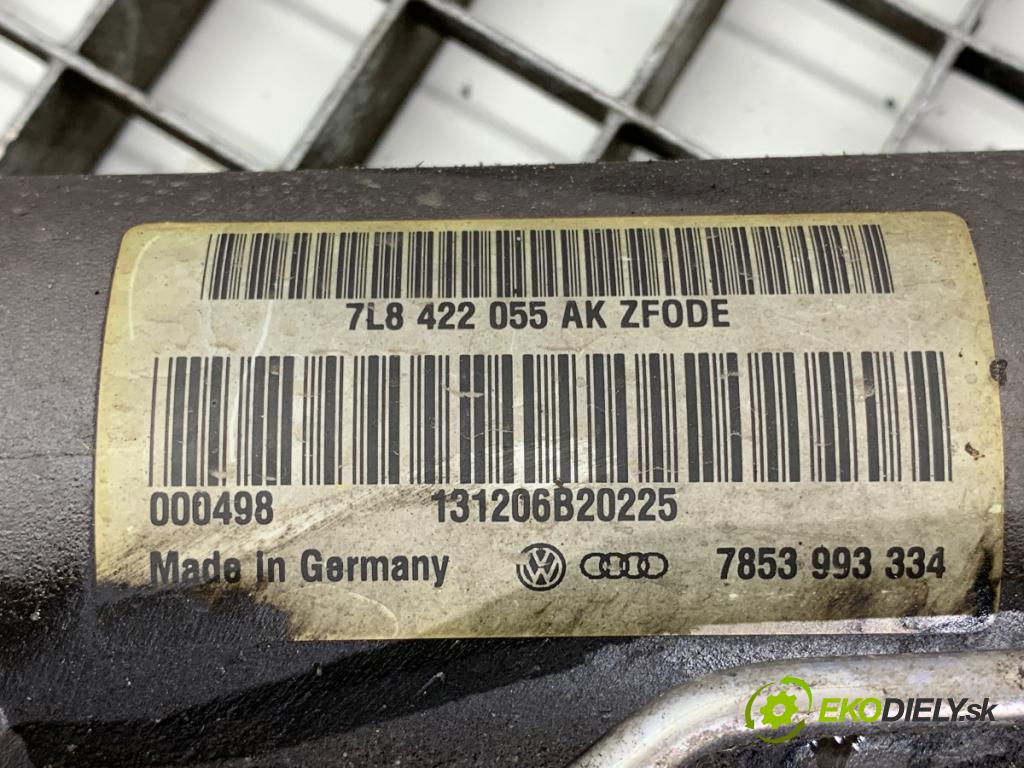 7L8 422 055 AK ZFODE
000498 131206B20225
Made in Germany 7853 993 334
EKODIELY.sk